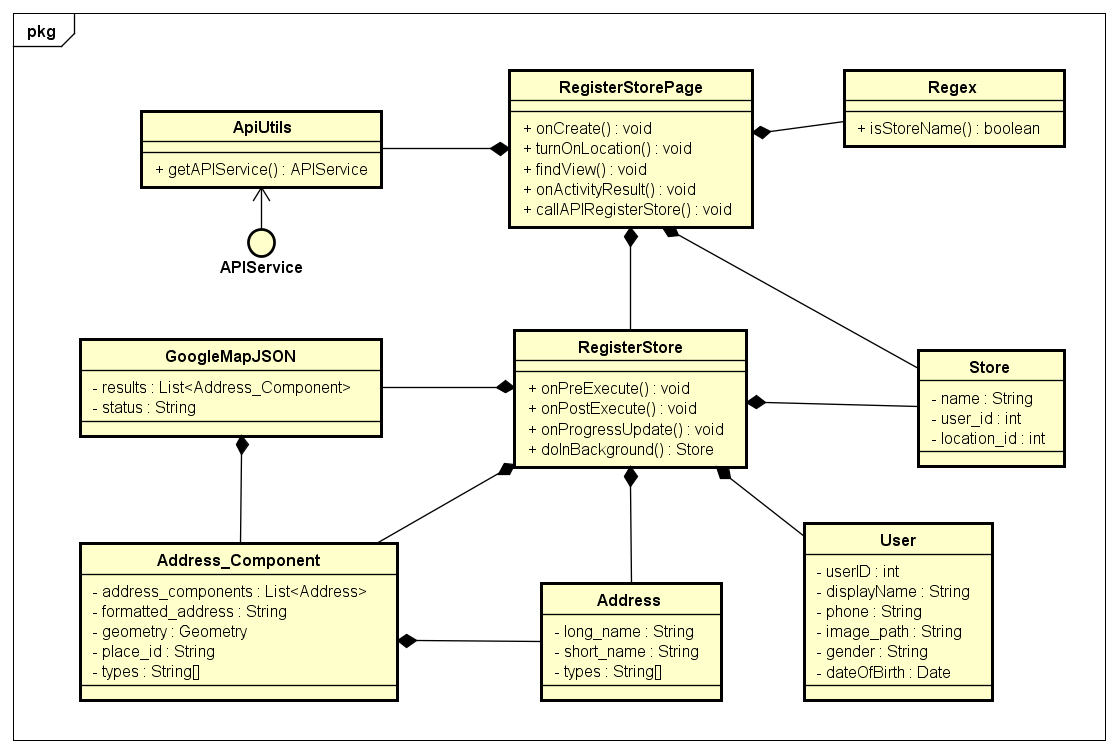 pkg
RegisterStorePage
+ onCreate() : void
+ turnOnLocation() : void
+ findView() : void
+ onActivityResult() : void
+ callAPIRegisterStore() : void
Regex
+ isStoreName() : boolean
ApiUtils
+ getAPIService() : APIService
APIService
GoogleMapJSON
- results : List<Address_Component>
- status : String
RegisterStore
+ onPreExecute() : void
+ onPostExecute() : void
+ onProgressUpdate() : void
+ doInBackground() : Store
Store
- name : String
- user_id : int
- location_id : int
Address_Component
- address_components : List<Address>
- formatted_address : String
- geometry : Geometry
- place_id : String
- types : String[]
Address
- long_name : String
- short_name : String
- types : String[]
User
- userID : int
- displayName : String
- phone : String
- image_path : String
- gender : String
- dateOfBirth : Date